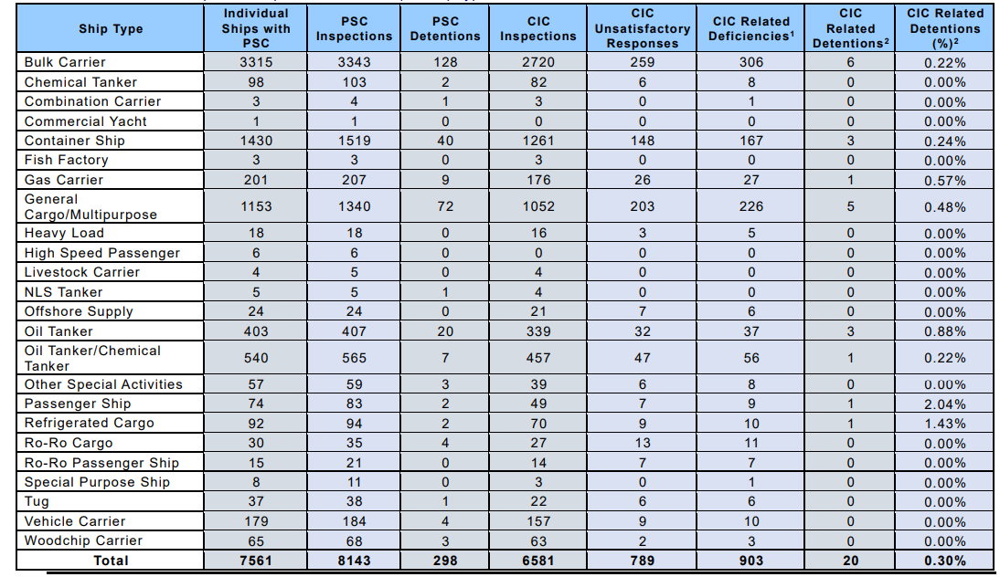 Ship Type | Individual Ships with PSC | PSC Inspections | PSC Detentions | CIC Inspections | CIC Unsatisfactory Responses | CIC Related Deficiencies¹ | CIC Related Detentions² | CIC Related Detentions (%)²
Bulk Carrier | 3315 | 3343 | 128 | 2720 | 259 | 306 | 6 | 0.22%
Chemical Tanker | 98 | 103 | 2 | 82 | 6 | 8 | 0 | 0.00%
Combination Carrier | 3 | 4 | 1 | 3 | 0 | 1 | 0 | 0.00%
Commercial Yacht | 1 | 1 | 0 | 0 | 0 | 0 | 0 | 0.00%
Container Ship | 1430 | 1519 | 40 | 1261 | 148 | 167 | 3 | 0.24%
Fish Factory | 3 | 3 | 0 | 3 | 0 | 0 | 0 | 0.00%
Gas Carrier | 201 | 207 | 9 | 176 | 26 | 27 | 1 | 0.57%
General Cargo/Multipurpose | 1153 | 1340 | 72 | 1052 | 203 | 226 | 5 | 0.48%
Heavy Load | 18 | 18 | 0 | 16 | 3 | 5 | 0 | 0.00%
High Speed Passenger | 6 | 6 | 0 | 0 | 0 | 0 | 0 | 0.00%
Livestock Carrier | 4 | 5 | 0 | 4 | 0 | 0 | 0 | 0.00%
NLS Tanker | 5 | 5 | 1 | 4 | 0 | 0 | 0 | 0.00%
Offshore Supply | 24 | 24 | 0 | 21 | 7 | 6 | 0 | 0.00%
Oil Tanker | 403 | 407 | 20 | 339 | 32 | 37 | 3 | 0.88%
Oil Tanker/Chemical Tanker | 540 | 565 | 7 | 457 | 47 | 56 | 1 | 0.22%
Other Special Activities | 57 | 59 | 3 | 39 | 6 | 8 | 0 | 0.00%
Passenger Ship | 74 | 83 | 2 | 49 | 7 | 9 | 1 | 2.04%
Refrigerated Cargo | 92 | 94 | 2 | 70 | 9 | 10 | 1 | 1.43%
Ro-Ro Cargo | 30 | 35 | 4 | 27 | 13 | 11 | 0 | 0.00%
Ro-Ro Passenger Ship | 15 | 21 | 0 | 14 | 7 | 7 | 0 | 0.00%
Special Purpose Ship | 8 | 11 | 0 | 3 | 0 | 1 | 0 | 0.00%
Tug | 37 | 38 | 1 | 22 | 6 | 6 | 0 | 0.00%
Vehicle Carrier | 179 | 184 | 4 | 157 | 9 | 10 | 0 | 0.00%
Woodchip Carrier | 65 | 68 | 3 | 63 | 2 | 3 | 0 | 0.00%
Total | 7561 | 8143 | 298 | 6581 | 789 | 903 | 20 | 0.30%